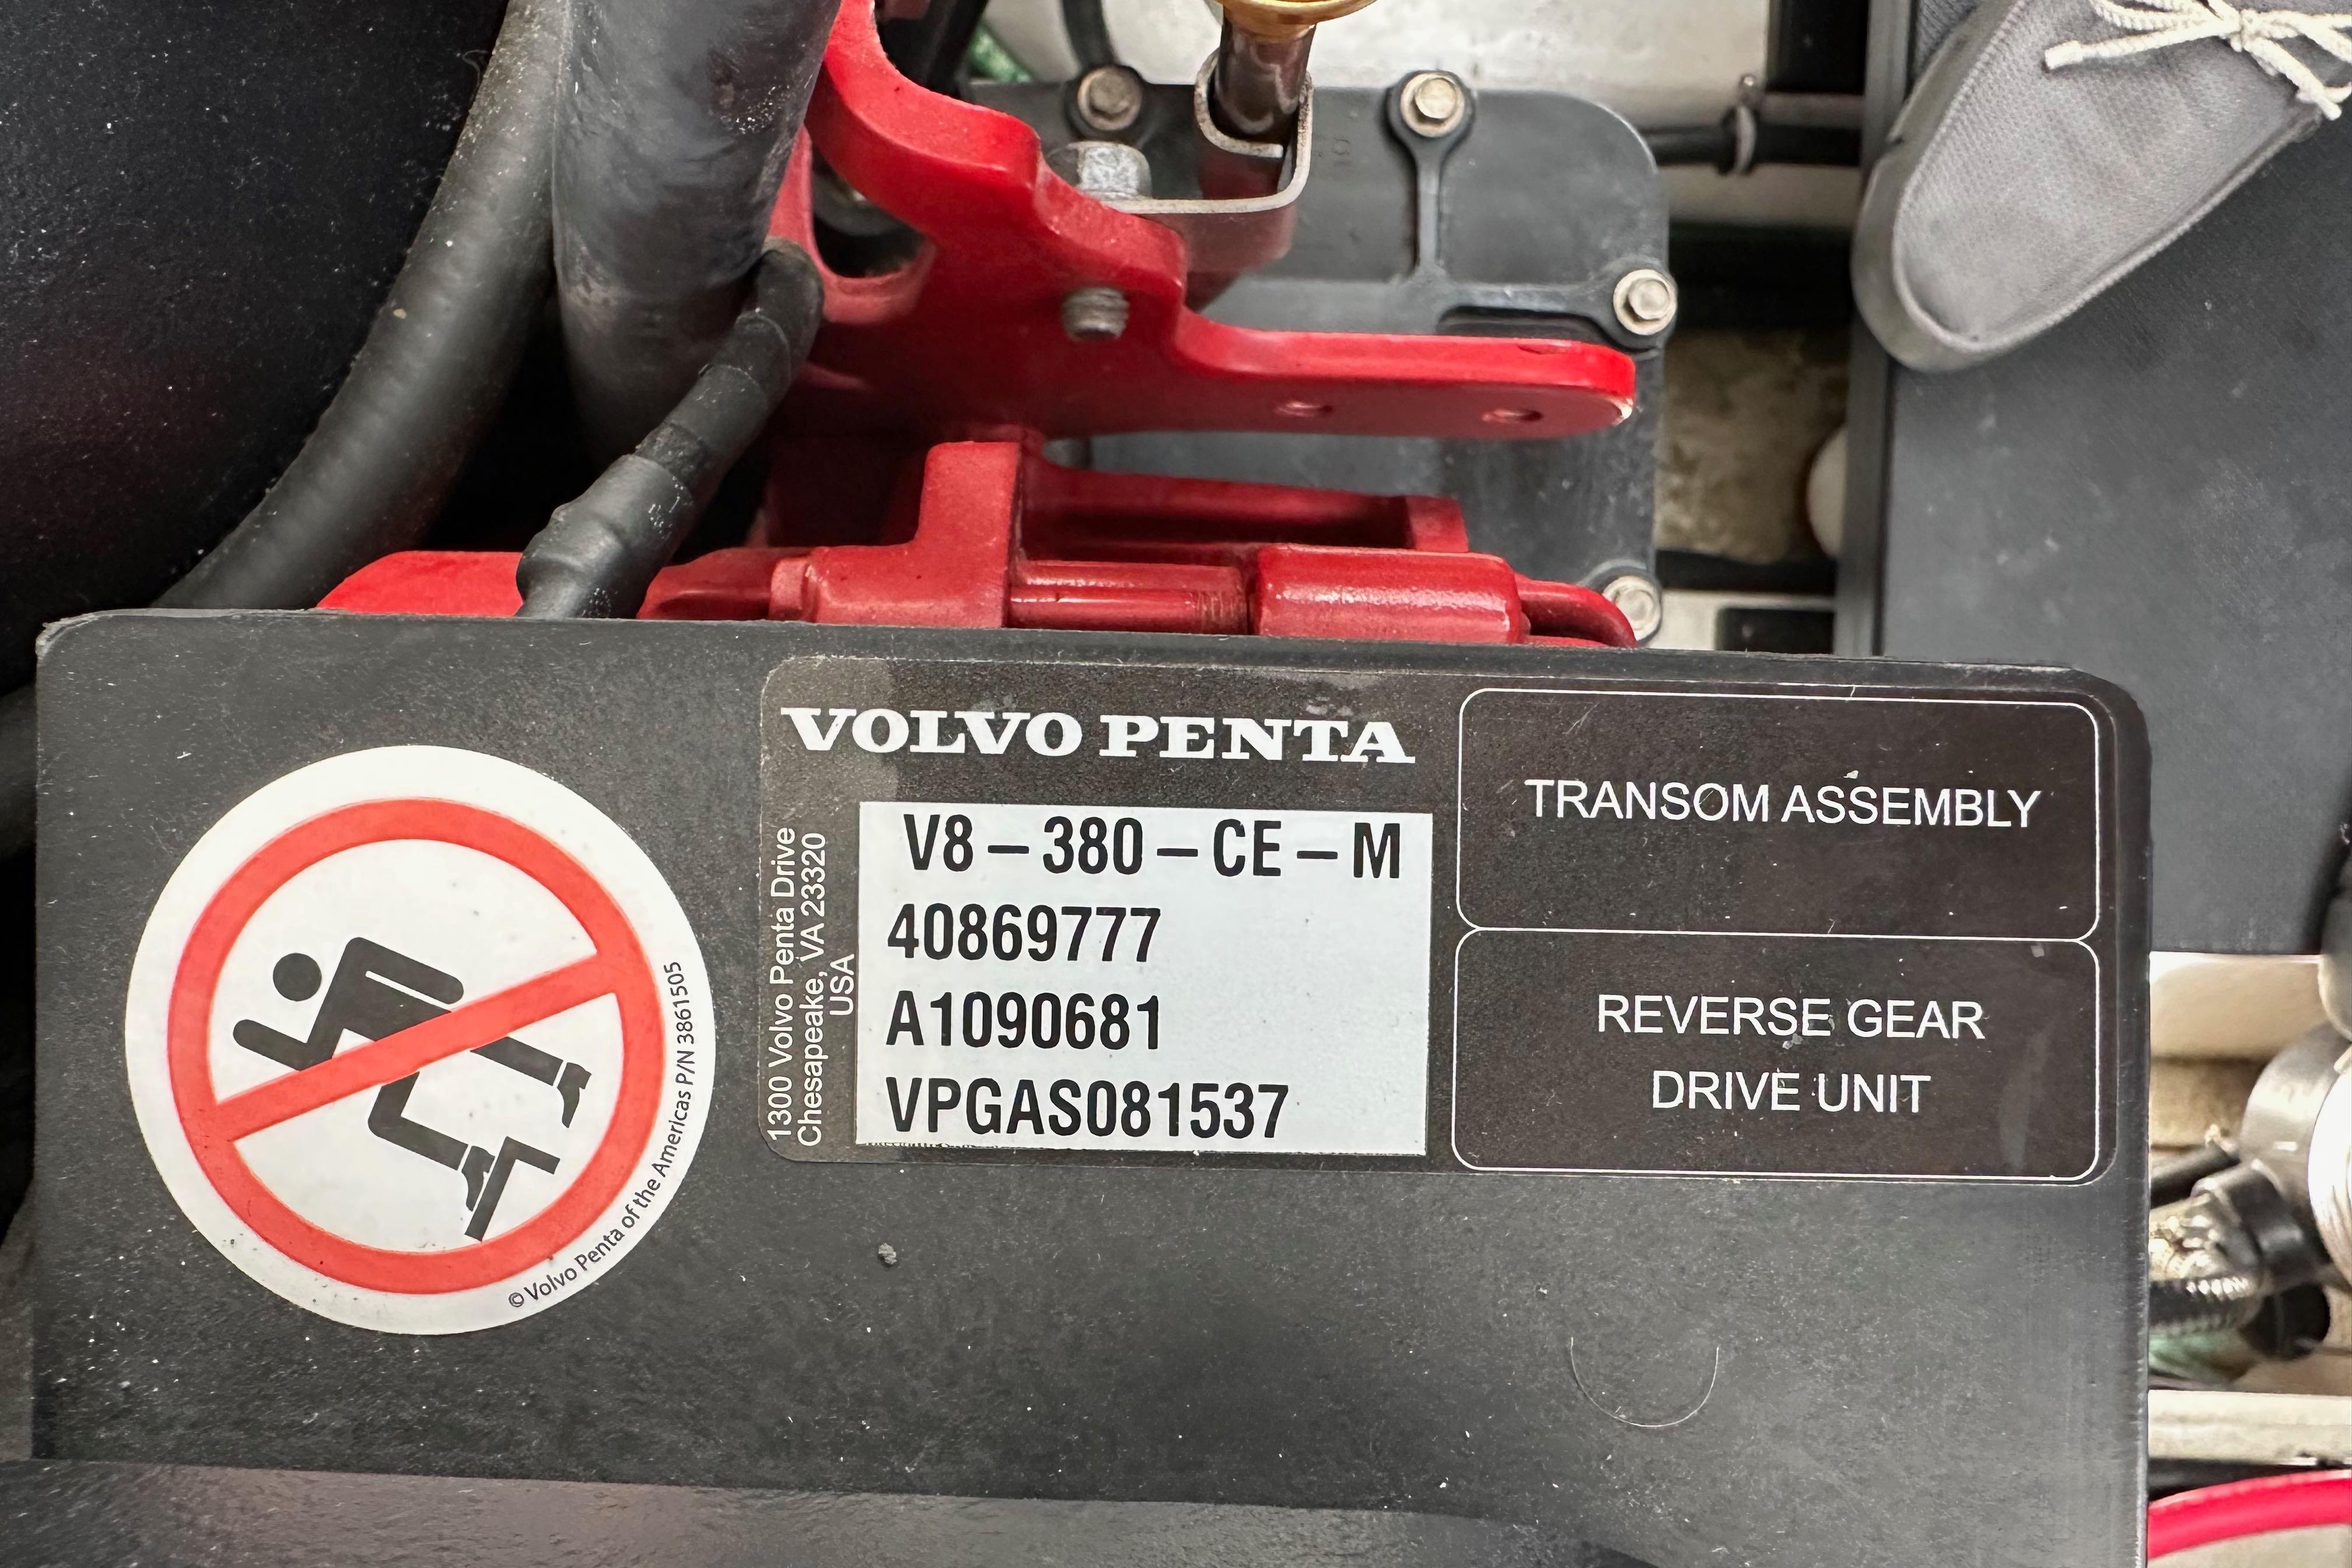 VOLVO PENTA
V8-380-CE-M
40869777
A1090681
VPGAS081537
1300 Volvo Penta Drive
Chesapeake, VA 23320
USA
TRANSOM ASSEMBLY
REVERSE GEAR
DRIVE UNIT
© Volvo Penta of the Americas P/N 3861505